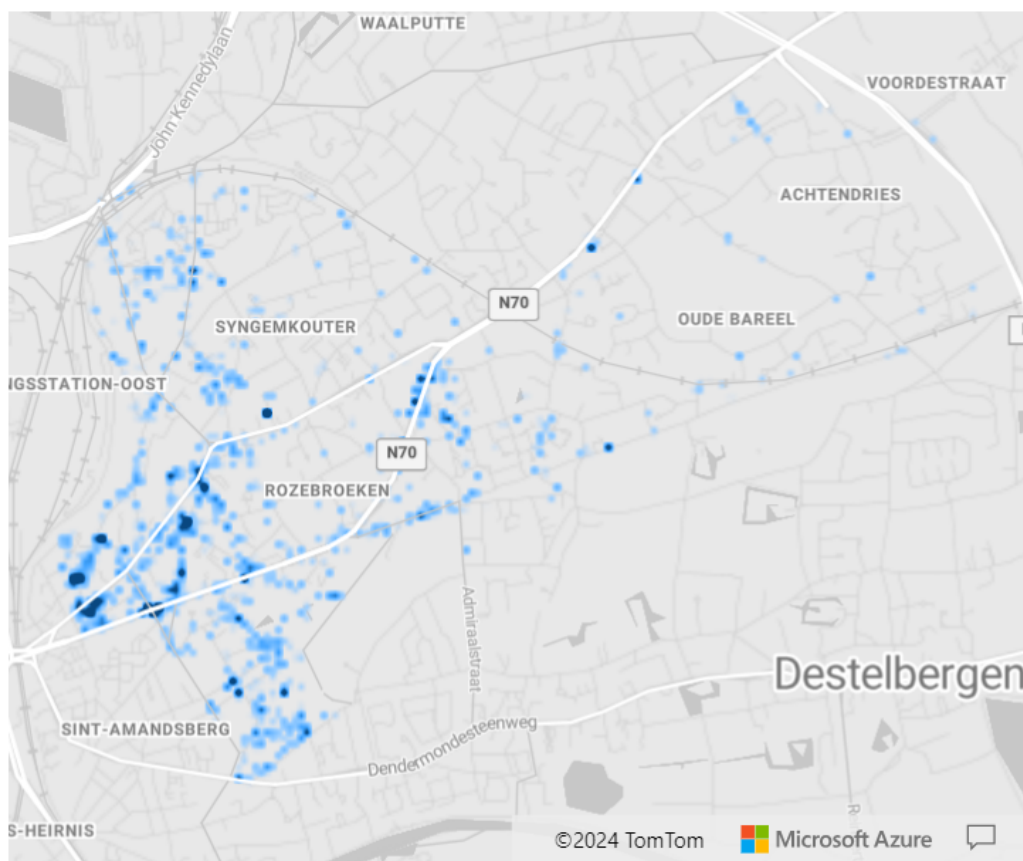 WAALPUTTE
John Kennedylaan
VOORDESTRAAT
ACHTENDRIES
N70
SYNGEMKOUTER
OUDE BAREEL
NGSSTATION-OOST
N70
ROZEBROEKEN
Admiraalstraat
Destelbergen
SINT-AMANDSBERG
Dendermondesteenweg
S-HEIRNIS
©2024 TomTom
Microsoft Azure